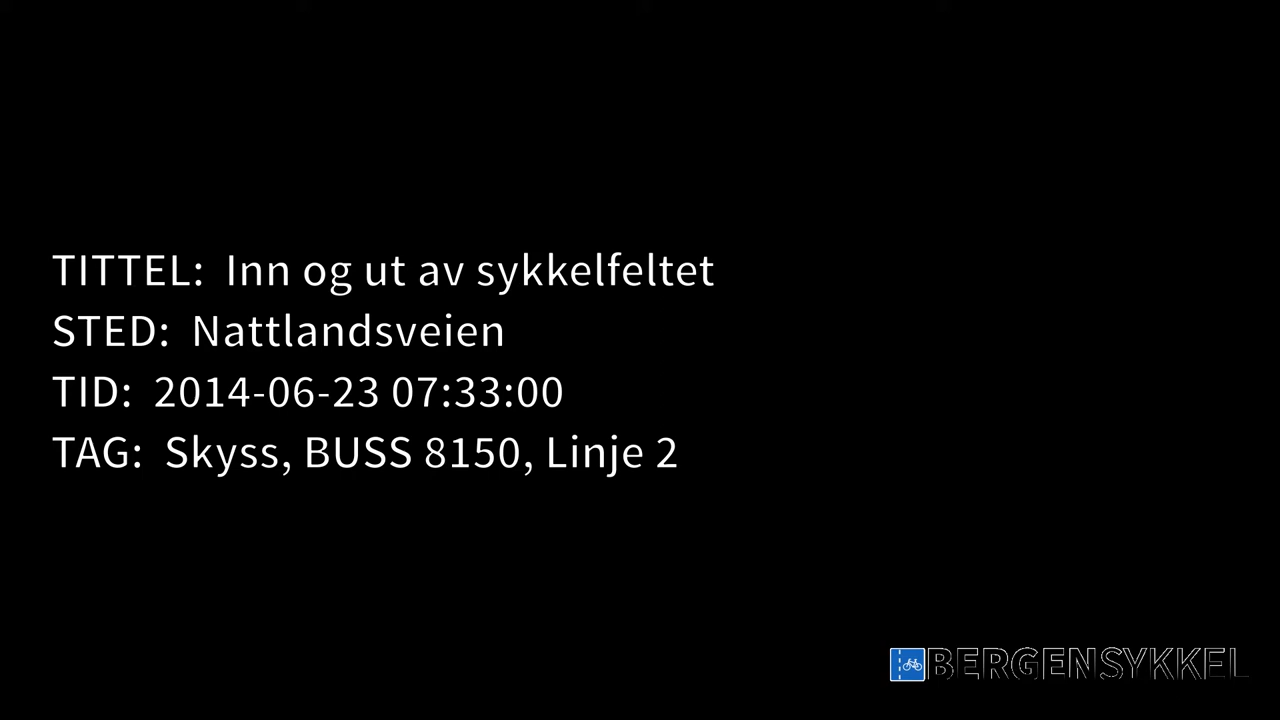 TITTEL: Inn og ut av sykkelfeltet
STED: Nattlandsveien
TID: 2014-06-23 07:33:00
TAG: Skyss, BUSS 8150, Linje 2
BERGENSYKKEL